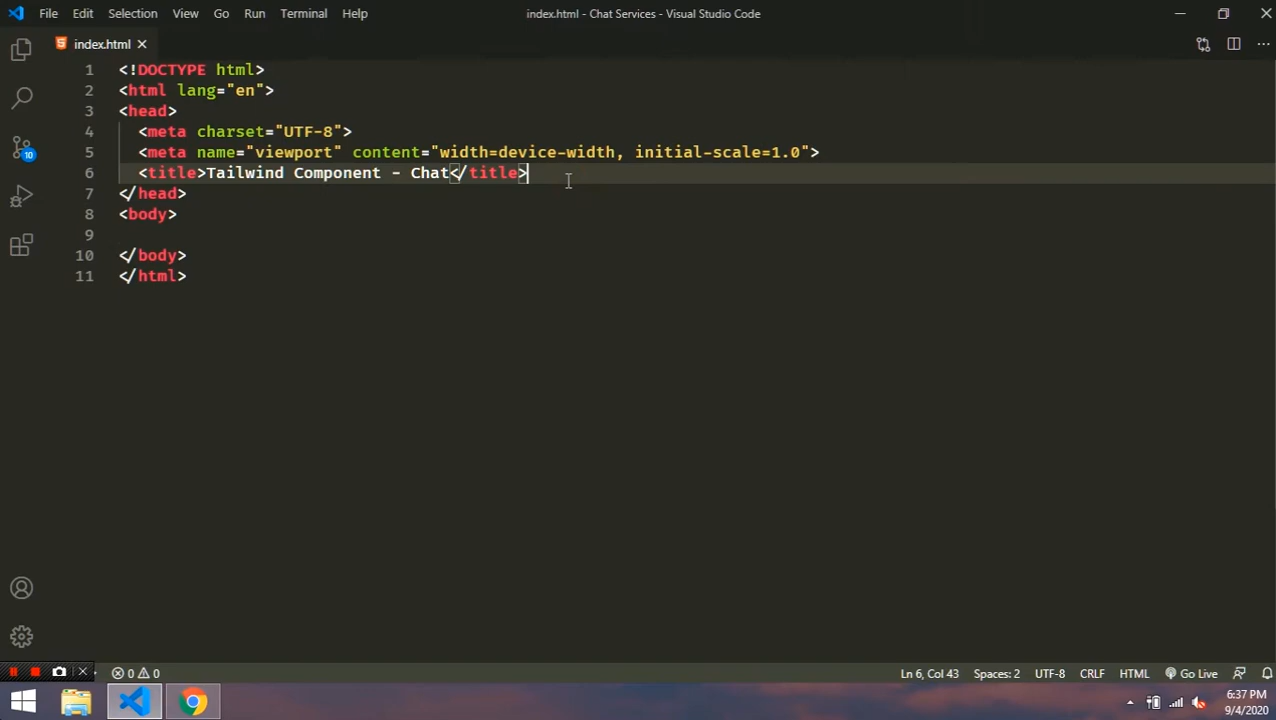 File Edit Selection View Go Run Terminal Help
index.html - Chat Services - Visual Studio Code
index.html
1 <!DOCTYPE html>
2 <html lang="en">
3 <head>
4 <meta charset="UTF-8">
5 <meta name="viewport" content="width=device-width, initial-scale=1.0">
6 <title>Tailwind Component - Chat</title>
7 </head>
8 <body>
9
10 </body>
11 </html>
10
0 0
Ln 6, Col 43 Spaces: 2 UTF-8 CRLF HTML Go Live
6:37 PM
9/4/2020